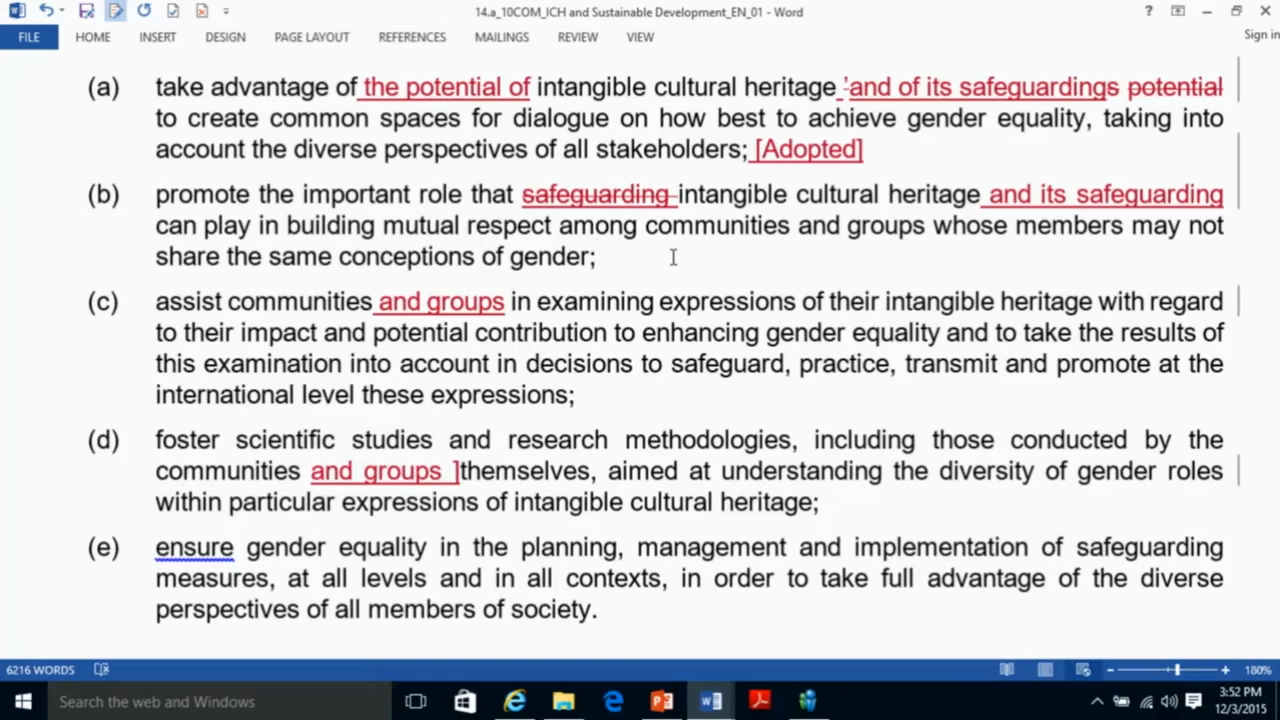 14.a_10COM_ICH and Sustainable Development_EN_01 - Word
FILE HOME INSERT DESIGN PAGE LAYOUT REFERENCES MAILINGS REVIEW VIEW Sign in
(a) take advantage of the potential of intangible cultural heritage 'and of its safeguardings potential
to create common spaces for dialogue on how best to achieve gender equality, taking into
account the diverse perspectives of all stakeholders; [Adopted]
(b) promote the important role that safeguarding intangible cultural heritage and its safeguarding
can play in building mutual respect among communities and groups whose members may not
share the same conceptions of gender;
(c) assist communities and groups in examining expressions of their intangible heritage with regard
to their impact and potential contribution to enhancing gender equality and to take the results of
this examination into account in decisions to safeguard, practice, transmit and promote at the
international level these expressions;
(d) foster scientific studies and research methodologies, including those conducted by the
communities and groups ]themselves, aimed at understanding the diversity of gender roles
within particular expressions of intangible cultural heritage;
(e) ensure gender equality in the planning, management and implementation of safeguarding
measures, at all levels and in all contexts, in order to take full advantage of the diverse
perspectives of all members of society.
6216 WORDS 180%
Search the web and Windows
3:52 PM
12/3/2015